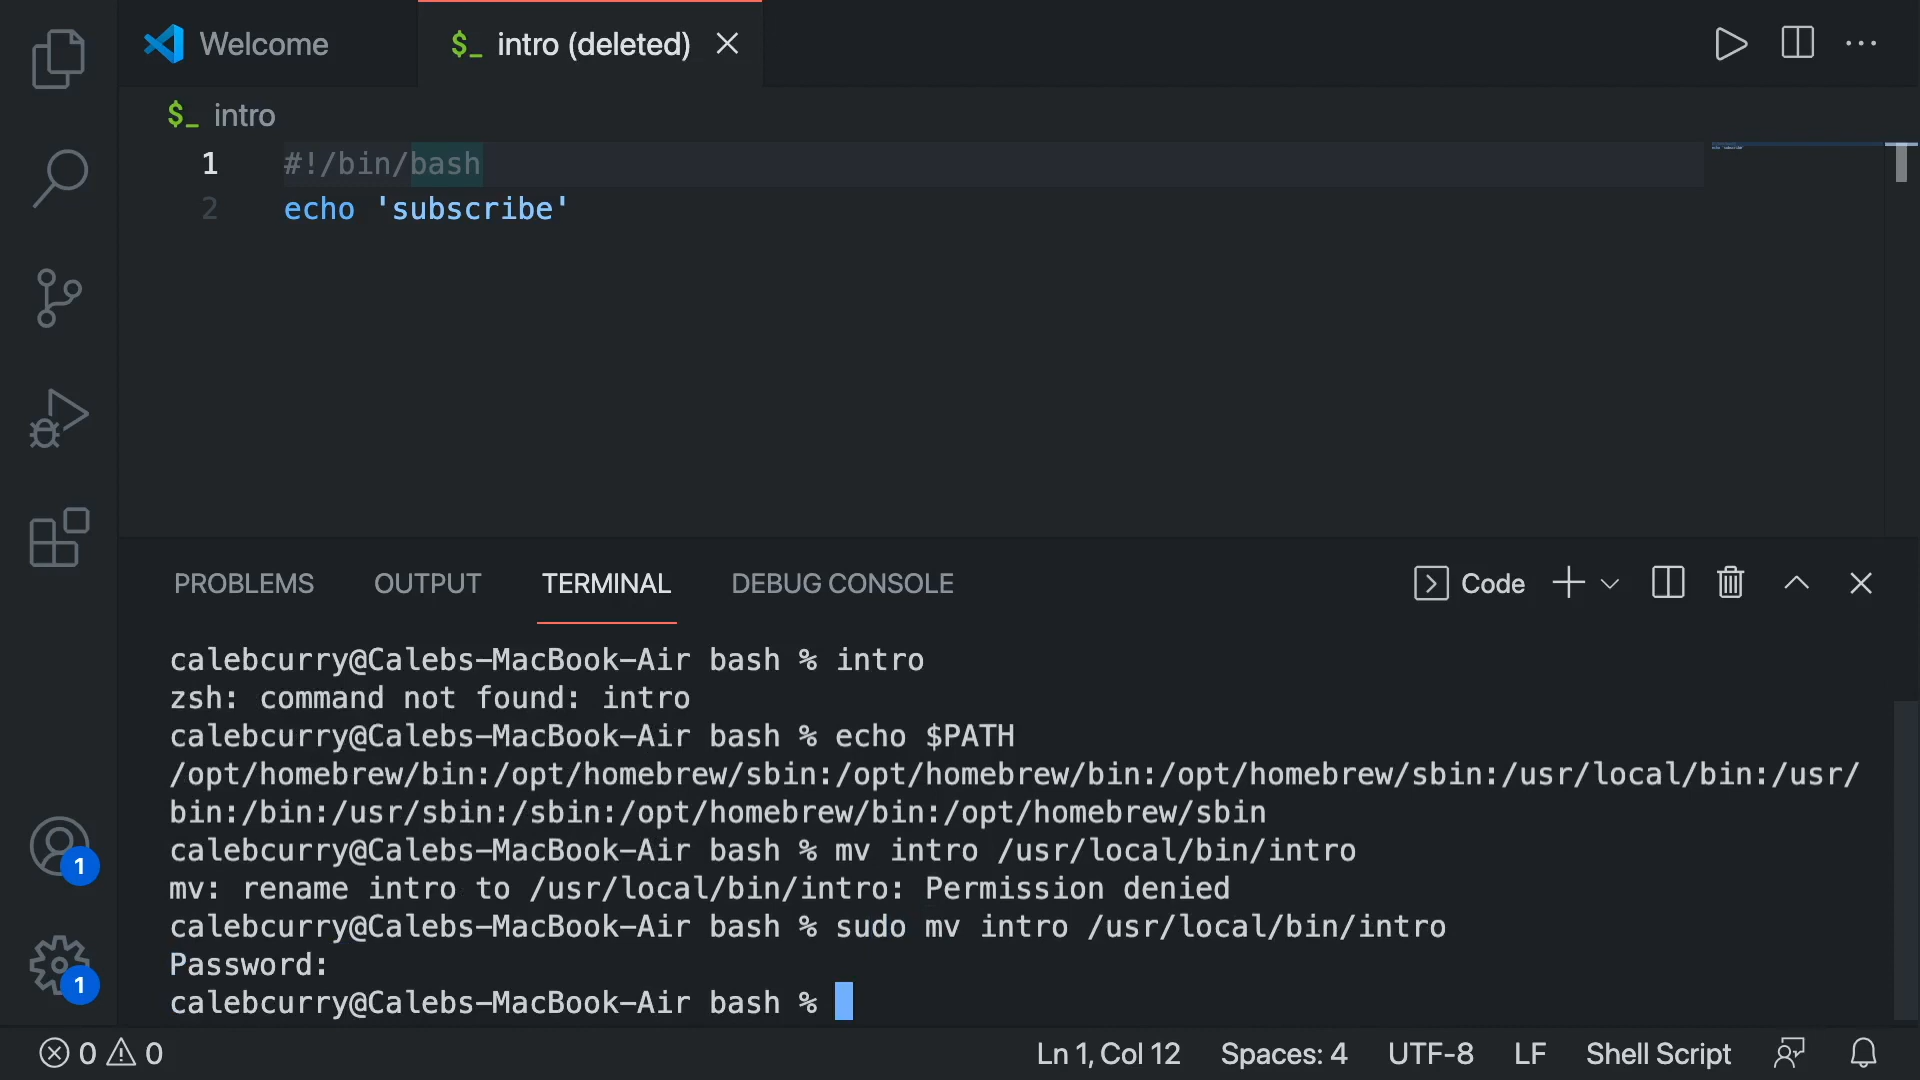 Welcome
$_ intro (deleted)
$_ intro
1 #!/bin/bash
2 echo 'subscribe'
PROBLEMS OUTPUT TERMINAL DEBUG CONSOLE Code
calebcurry@Calebs-MacBook-Air bash % intro
zsh: command not found: intro
calebcurry@Calebs-MacBook-Air bash % echo $PATH
/opt/homebrew/bin:/opt/homebrew/sbin:/opt/homebrew/bin:/opt/homebrew/sbin:/usr/local/bin:/usr/
bin:/bin:/usr/sbin:/sbin:/opt/homebrew/bin:/opt/homebrew/sbin
calebcurry@Calebs-MacBook-Air bash % mv intro /usr/local/bin/intro
mv: rename intro to /usr/local/bin/intro: Permission denied
calebcurry@Calebs-MacBook-Air bash % sudo mv intro /usr/local/bin/intro
Password:
calebcurry@Calebs-MacBook-Air bash %
1
1
0 0 Ln 1, Col 12 Spaces: 4 UTF-8 LF Shell Script